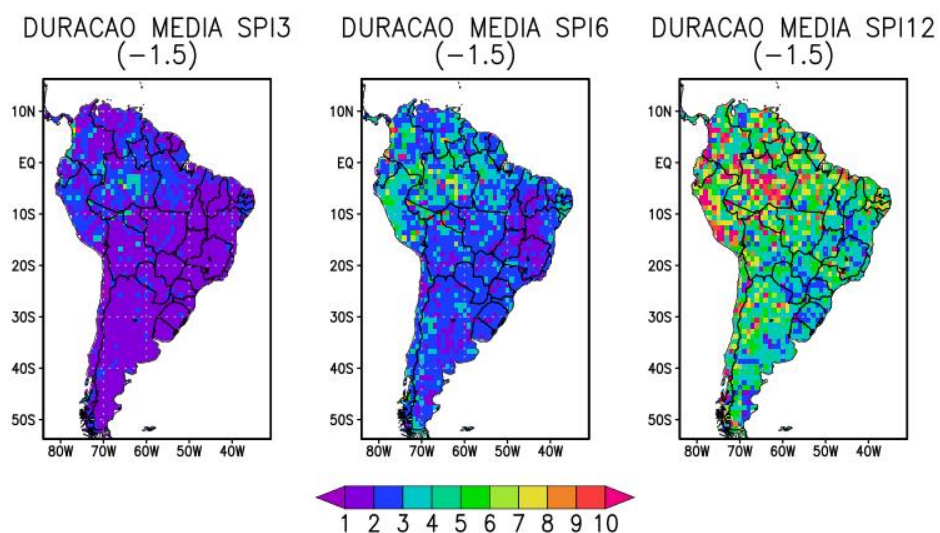 DURACAO MEDIA SPI3
(−1.5)
DURACAO MEDIA SPI6
(−1.5)
DURACAO MEDIA SPI12
(−1.5)
10N
EQ
10S
20S
30S
40S
50S
80W 70W 60W 50W 40W
10N
EQ
10S
20S
30S
40S
50S
80W 70W 60W 50W 40W
10N
EQ
10S
20S
30S
40S
50S
80W 70W 60W 50W 40W
1 2 3 4 5 6 7 8 9 10